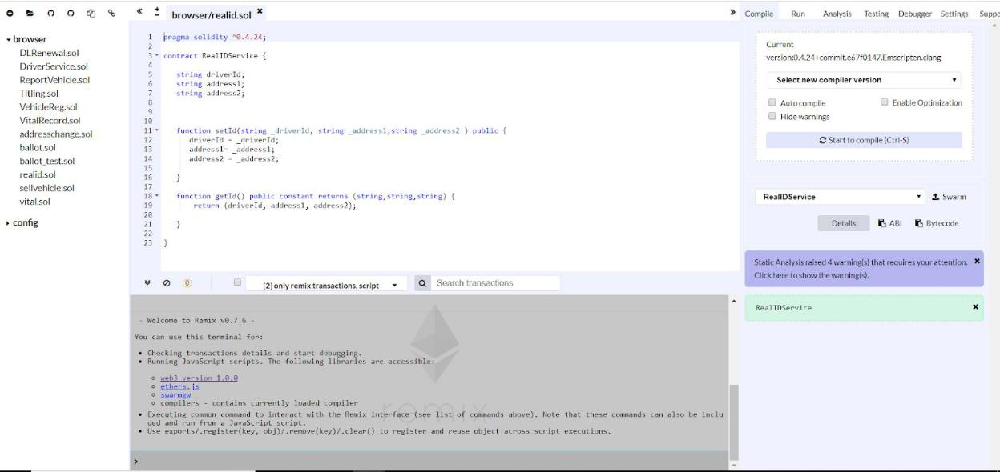 browser/realid.sol
Compile Run Analysis Testing Debugger Settings Suppo
browser
DLRenewal.sol
DriverService.sol
ReportVehicle.sol
Titling.sol
VehicleReg.sol
VitalRecord.sol
addresschange.sol
ballot.sol
ballot_test.sol
realid.sol
sellvehicle.sol
vital.sol
config
1 pragma solidity ^0.4.24;
2
3 contract RealIDService {
4
5 string driverId;
6 string address1;
7 string address2;
8
9
10
11 function setId(string _driverId, string _address1,string _address2 ) public {
12 driverId = _driverId;
13 address1= _address1;
14 address2 = _address2;
15
16 }
17
18 function getId() public constant returns (string,string,string) {
19 return (driverId, address1, address2);
20
21 }
22
23 }
0
[2] only remix transactions, script
Search transactions
- Welcome to Remix v0.7.6 -
You can use this terminal for:
• Checking transactions details and start debugging.
• Running JavaScript scripts. The following libraries are accessible:
web3 version 1.0.0
ethers.js
swarmgw
compilers - contains currently loaded compiler
• Executing common command to interact with the Remix interface (see list of commands above). Note that these commands can also be inclu
ded and run from a JavaScript script.
• Use exports/.register(key, obj)/.remove(key)/.clear() to register and reuse object across script executions.
remix
>
Current
version:0.4.24+commit.e67f0147.Emscripten.clang
Select new compiler version
Auto compile Enable Optimization
Hide warnings
Start to compile (Ctrl-S)
RealIDService Swarm
Details ABI Bytecode
Static Analysis raised 4 warning(s) that requires your attention.
Click here to show the warning(s).
RealIDService